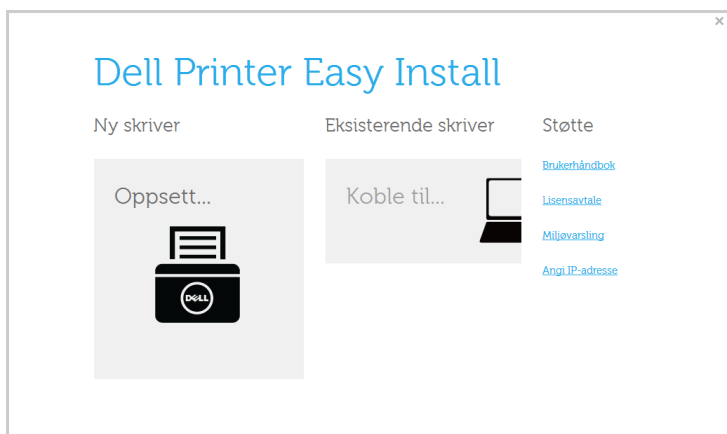 ×
Dell Printer Easy Install
Ny skriver
Eksisterende skriver
Støtte
Oppsett...
DELL
Koble til...
Brukerhåndbok
Lisensavtale
Miljøvarsling
Angi IP-adresse